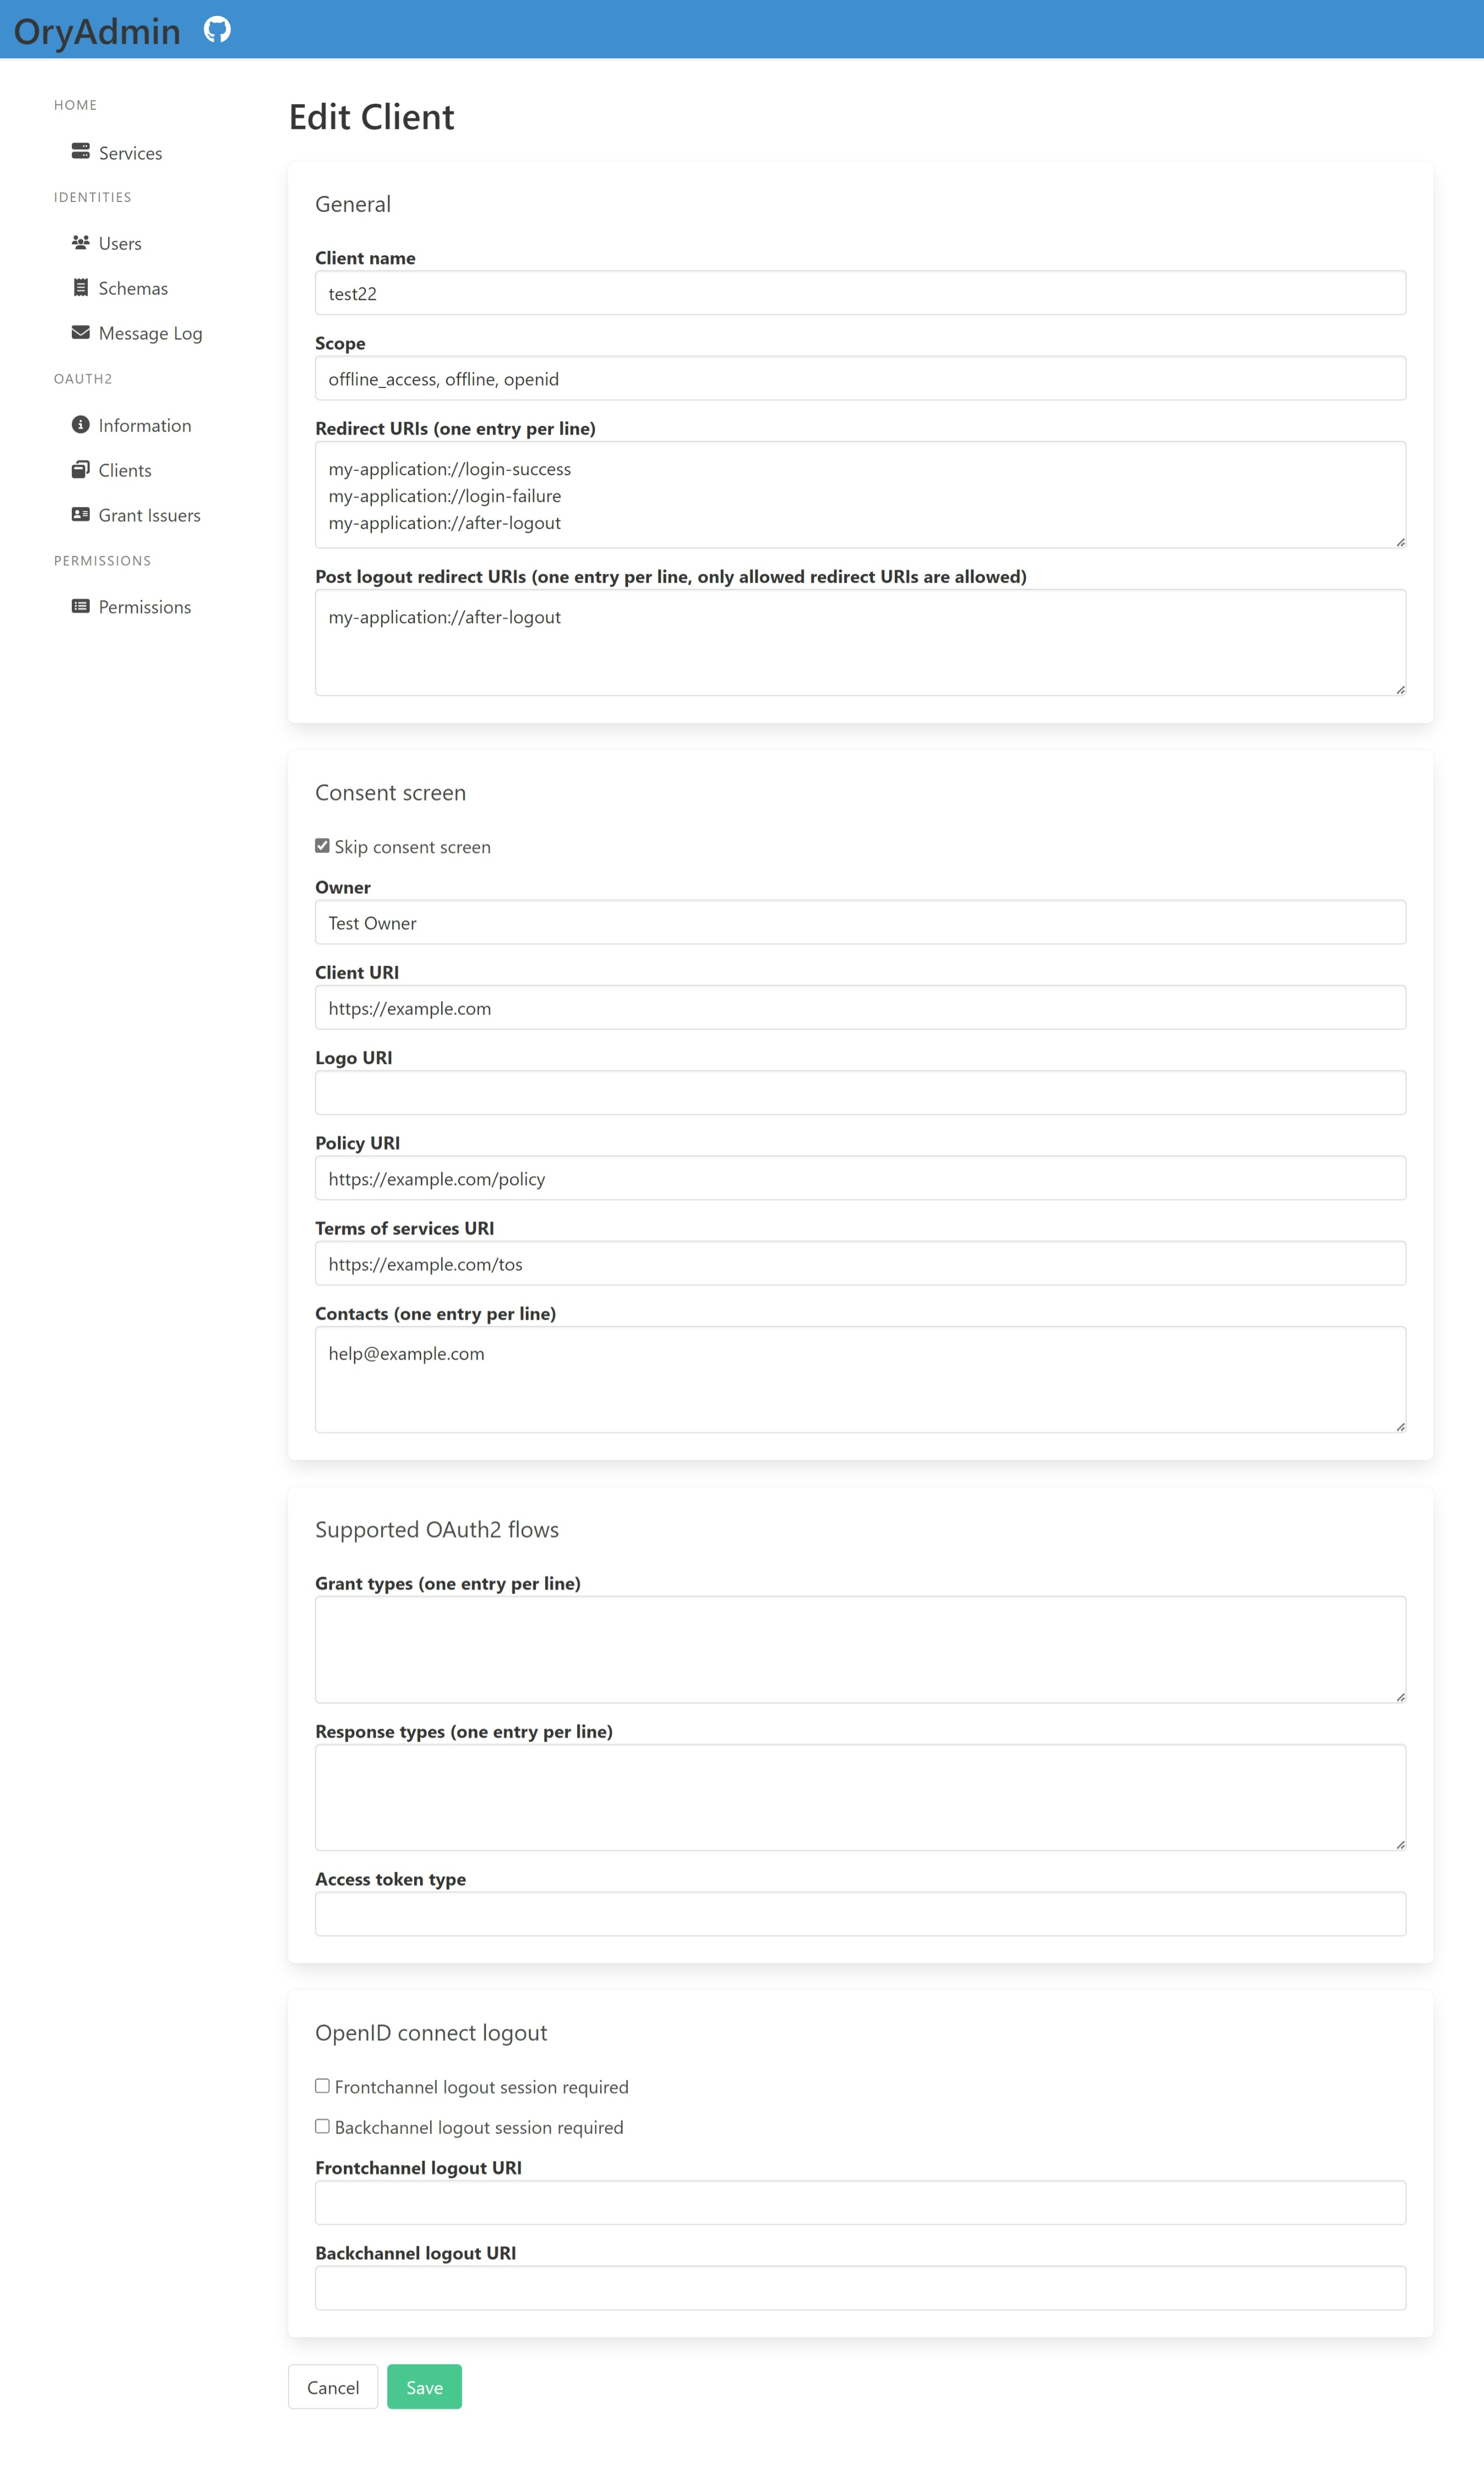 OryAdmin
HOME
Services
IDENTITIES
Users
Schemas
Message Log
OAUTH2
Information
Clients
Grant Issuers
PERMISSIONS
Permissions
Edit Client
General
Client name
test22
Scope
offline_access, offline, openid
Redirect URIs (one entry per line)
my-application://login-success
my-application://login-failure
my-application://after-logout
Post logout redirect URIs (one entry per line, only allowed redirect URIs are allowed)
my-application://after-logout
Consent screen
Skip consent screen
Owner
Test Owner
Client URI
https://example.com
Logo URI
Policy URI
https://example.com/policy
Terms of services URI
https://example.com/tos
Contacts (one entry per line)
help@example.com
Supported OAuth2 flows
Grant types (one entry per line)
Response types (one entry per line)
Access token type
OpenID connect logout
Frontchannel logout session required
Backchannel logout session required
Frontchannel logout URI
Backchannel logout URI
Cancel Save